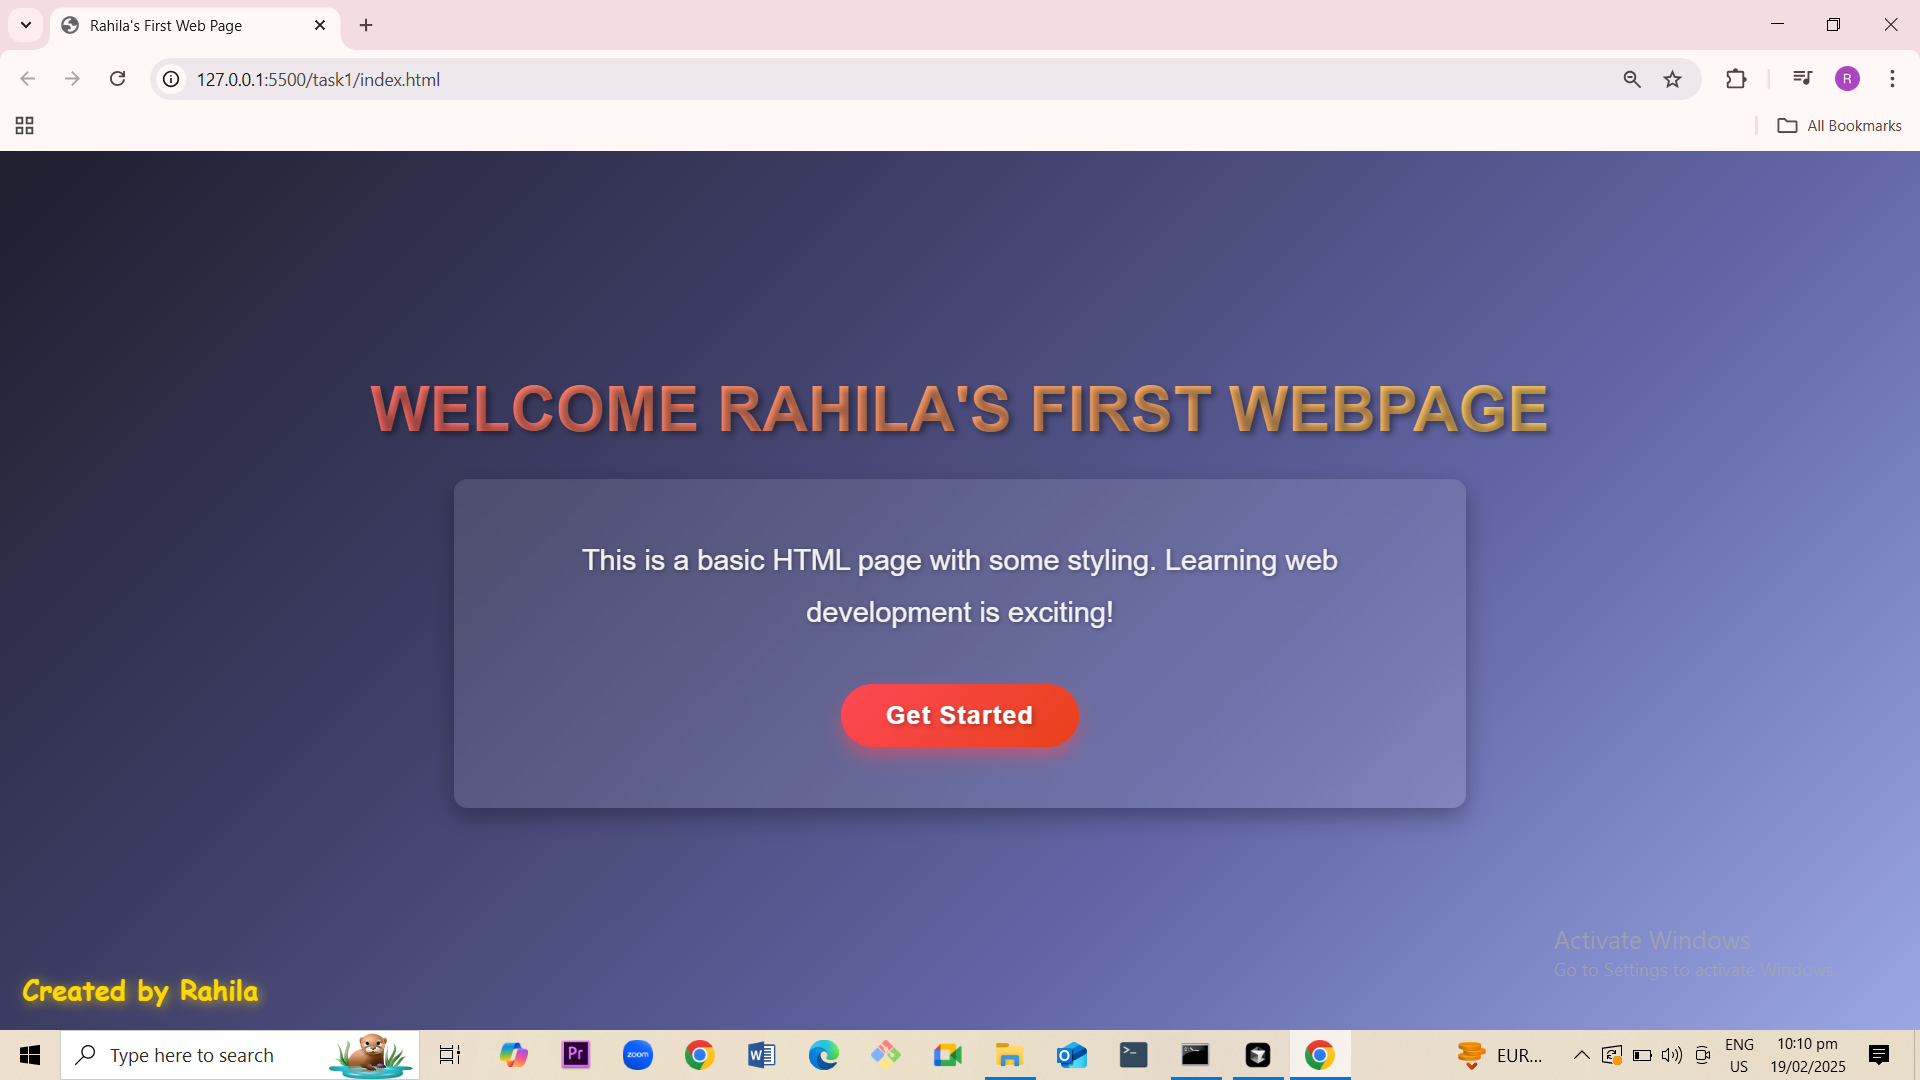 Rahila's First Web Page
127.0.0.1:5500/task1/index.html
R
All Bookmarks
WELCOME RAHILA'S FIRST WEBPAGE
This is a basic HTML page with some styling. Learning web
development is exciting!
Get Started
Activate Windows
Go to Settings to activate Windows.
Created by Rahila
Type here to search
Pr
zoom
W
EUR...
ENG
US
10:10 pm
19/02/2025